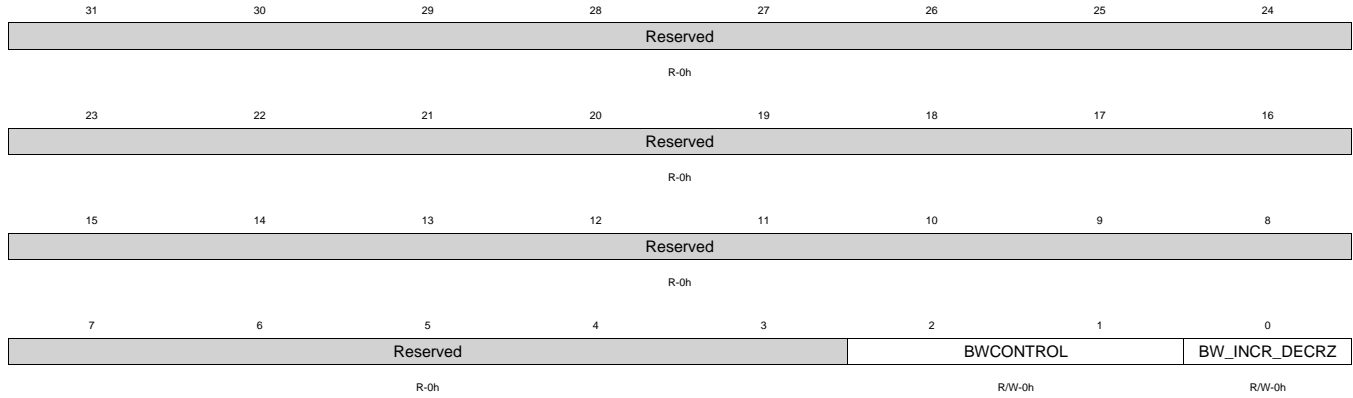 31 30 29 28 27 26 25 24
Reserved
R-0h
23 22 21 20 19 18 17 16
Reserved
R-0h
15 14 13 12 11 10 9 8
Reserved
R-0h
7 6 5 4 3 2 1 0
Reserved BWCONTROL BW_INCR_DECRZ
R-0h R/W-0h R/W-0h